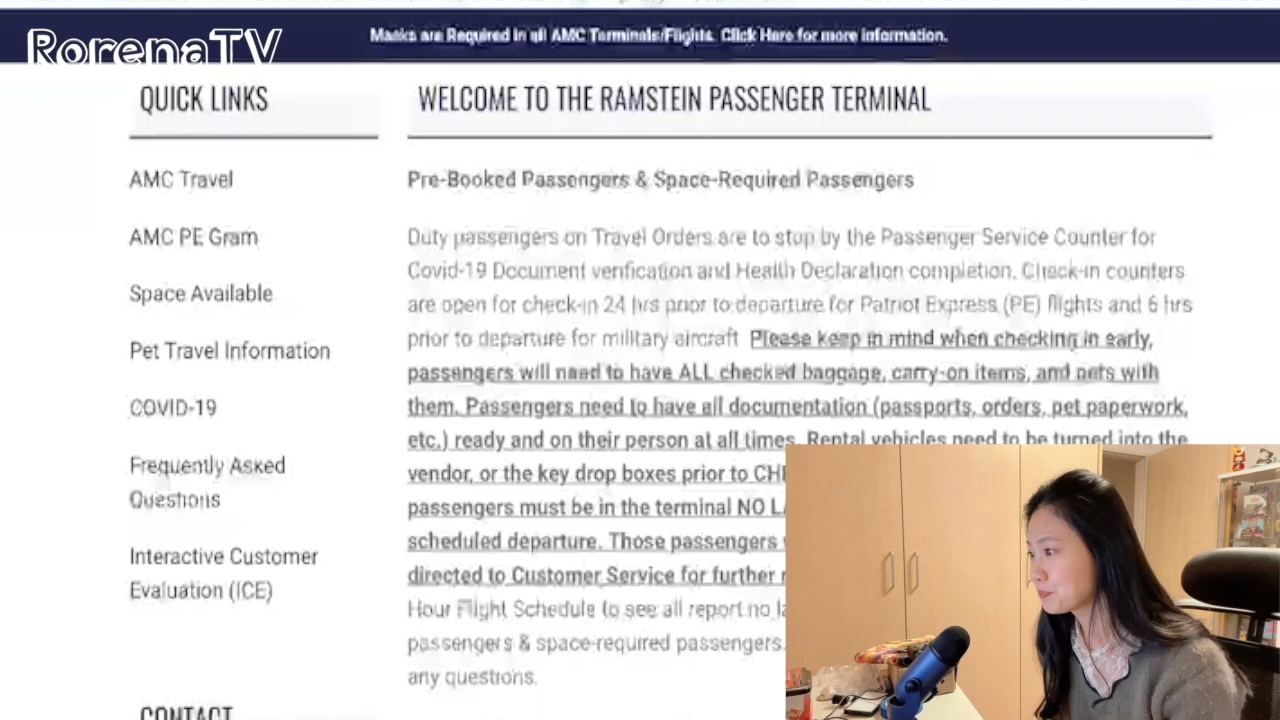 Masks are Required in all AMC Terminals/Flights. Click Here for more information.
RorenaTV
QUICK LINKS
AMC Travel
AMC PE Gram
Space Available
Pet Travel Information
COVID-19
Frequently Asked
Questions
Interactive Customer
Evaluation (ICE)
CONTACT
WELCOME TO THE RAMSTEIN PASSENGER TERMINAL
Pre-Booked Passengers & Space-Required Passengers
Duty passengers on Travel Orders are to stop by the Passenger Service Counter for
Covid-19 Document verification and Health Declaration completion. Check-in counters
are open for check-in 24 hrs prior to departure for Patriot Express (PE) flights and 6 hrs
prior to departure for military aircraft Please keep in mind when checking in early,
passengers will need to have ALL checked baggage, carry-on items, and pets with
them. Passengers need to have all documentation (passports, orders, pet paperwork,
etc.) ready and on their person at all times. Rental vehicles need to be turned into the
vendor, or the key drop boxes prior to
passengers must be in the terminal NO
scheduled departure. Those passengers
directed to Customer Service for further
Hour Flight Schedule to see all report no
passengers & space-required passengers.
any questions.